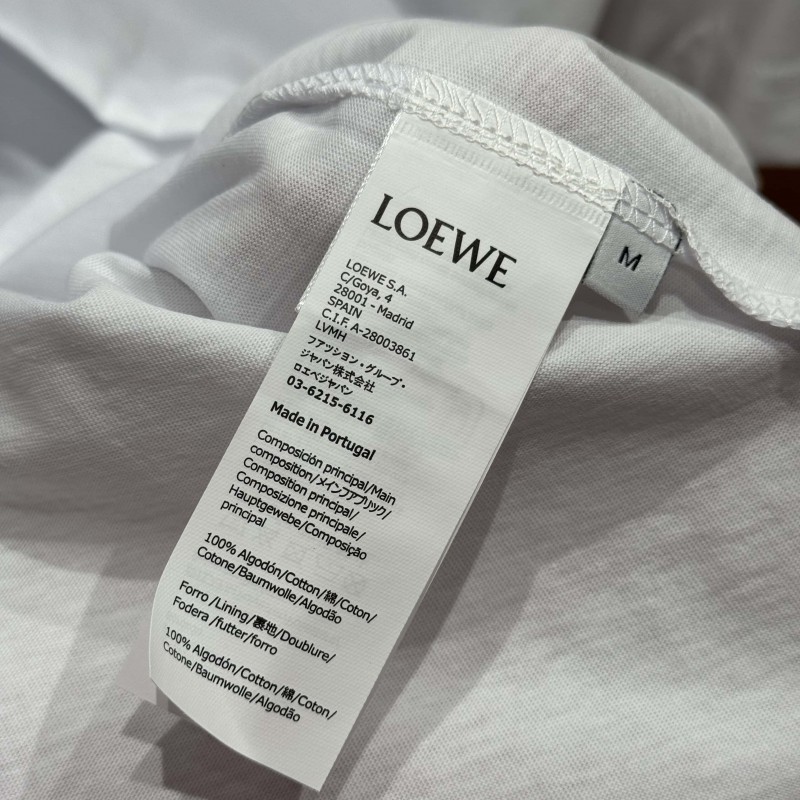 LOEWE
M
LOEWE S.A.
C/Goya, 4
28001 - Madrid
SPAIN
C.I.F. A-28003861
LVMH
ファッション・グループ・
ジャパン株式会社
ロエベジャパン
03-6215-6116
Made in Portugal
Composición principal/Main
composition/メインファブリック/
Composition principal/
Composizione principale/
Hauptgewebe/Composição
principal
100% Algodón/Cotton/綿/Coton/
Cotone/Baumwolle/Algodão
Forro /Lining/裏地/Doublure/
Fodera /futter/forro
100% Algodón/Cotton/綿/Coton/
Cotone/Baumwolle/Algodão